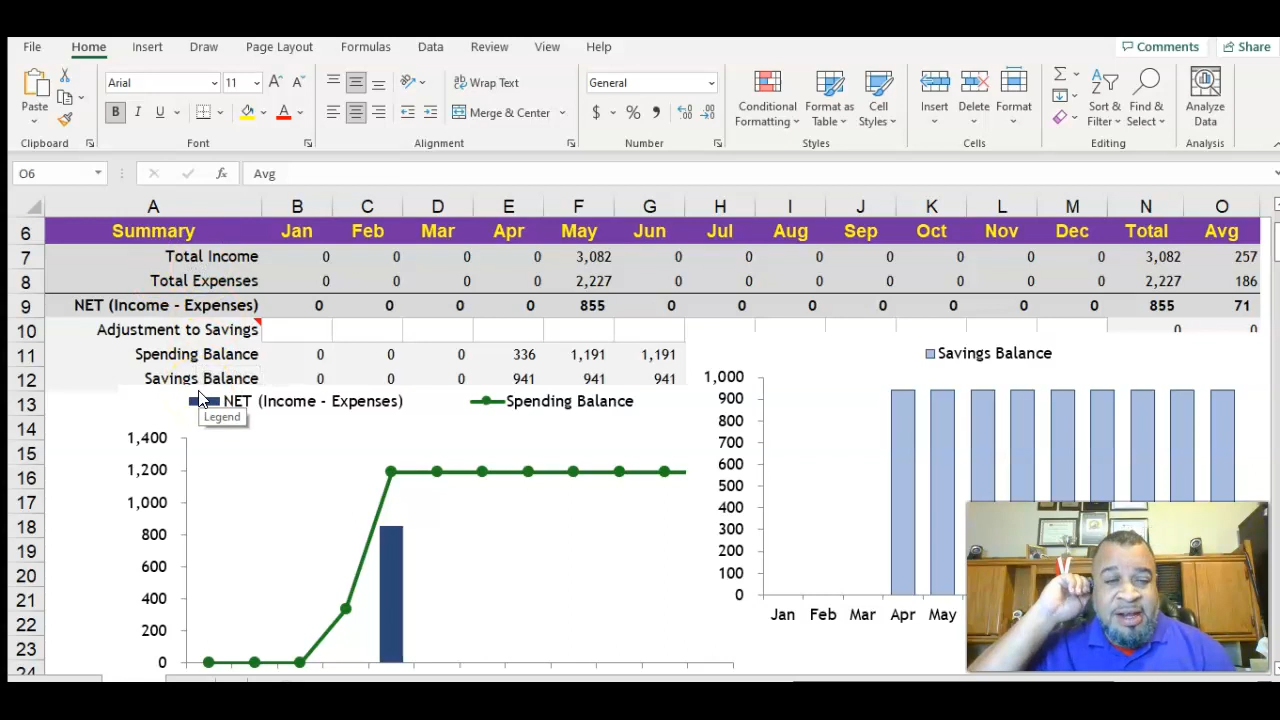 File Home Insert Draw Page Layout Formulas Data Review View Help Comments Share
Arial 11 Wrap Text General
Paste B I U Merge & Center $ % Conditional Formatting Format as Table Cell Styles Insert Delete Format Sort & Filter Find & Select Analyze Data
Clipboard Font Alignment Number Styles Cells Editing Analysis
O6 fx Avg
A B C D E F G H I J K L M N O
6 Summary Jan Feb Mar Apr May Jun Jul Aug Sep Oct Nov Dec Total Avg
7 Total Income 0 0 0 0 3,082 0 0 0 0 0 0 0 3,082 257
8 Total Expenses 0 0 0 0 2,227 0 0 0 0 0 0 0 2,227 186
9 NET (Income - Expenses) 0 0 0 0 855 0 0 0 0 0 0 0 855 71
10 Adjustment to Savings 0 0
11 Spending Balance 0 0 0 336 1,191 1,191
12 Savings Balance 0 0 0 941 941 941
13 NET (Income - Expenses) Spending Balance
Legend
14
15
16
17
18
19
20
21
22
23
24
1,400
1,200
1,000
800
600
400
200
0
Savings Balance
1,000
900
800
700
600
500
400
300
200
100
0
Jan Feb Mar Apr May